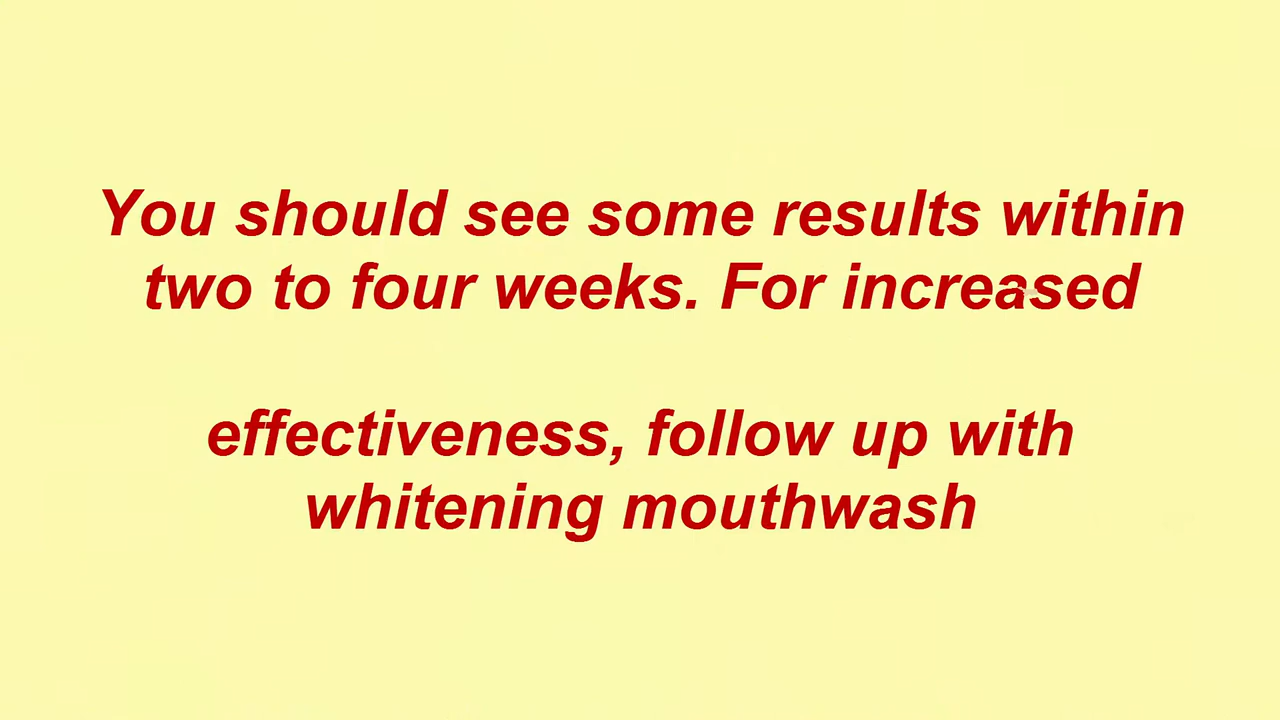 You should see some results within
two to four weeks. For increased
effectiveness, follow up with
whitening mouthwash